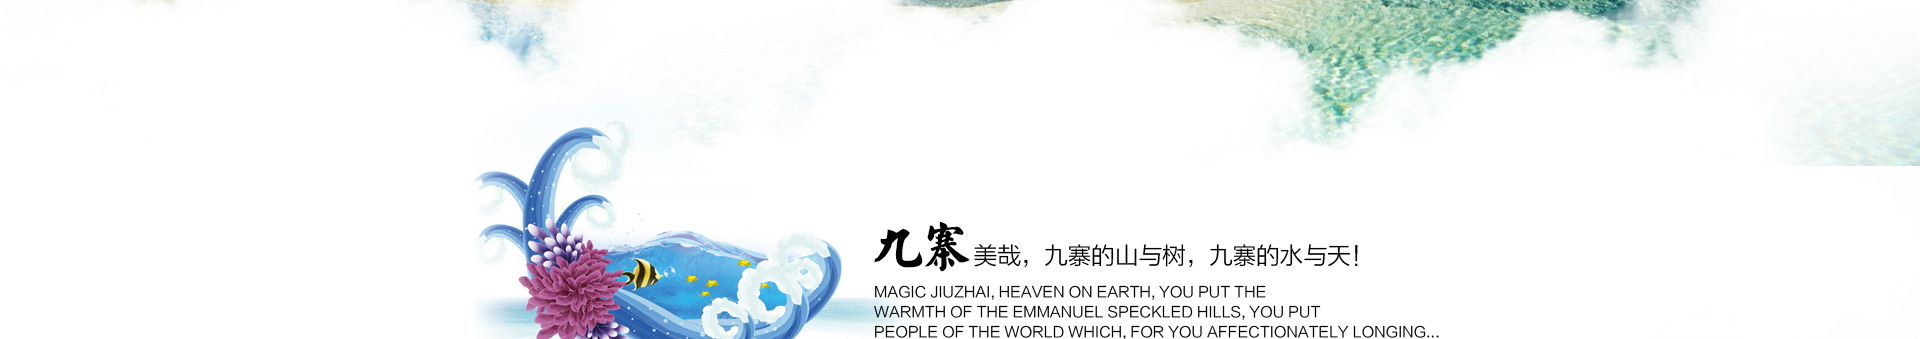 九寨美哉，九寨的山与树，九寨的水与天！
MAGIC JIUZHAI, HEAVEN ON EARTH, YOU PUT THE
WARMTH OF THE EMMANUEL SPECKLED HILLS, YOU PUT
PEOPLE OF THE WORLD WHICH, FOR YOU AFFECTIONATELY LONGING...